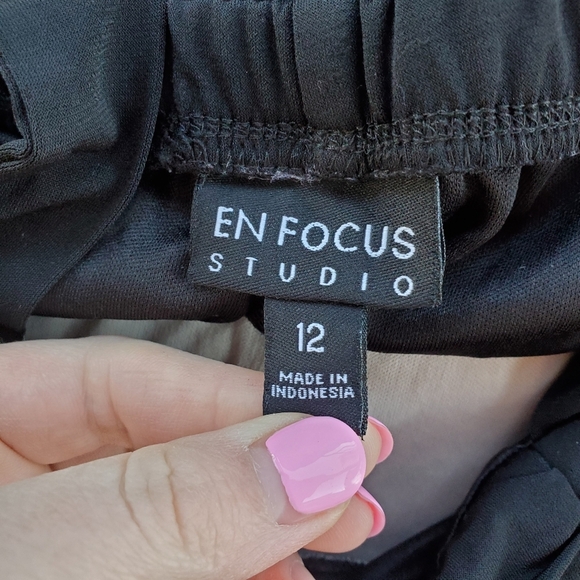 EN FOCUS
STUDIO
12
MADE IN
INDONESIA